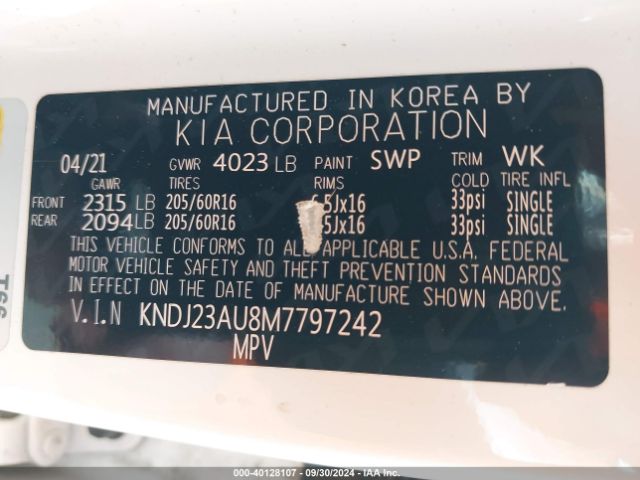 MANUFACTURED IN KOREA BY
KIA CORPORATION
04/21 GVWR 4023 LB PAINT SWP TRIM WK
GAWR TIRES RIMS COLD TIRE INFL
FRONT 2315 LB 205/60R16 .5Jx16 33psi SINGLE
REAR 2094 LB 205/60R16 .5Jx16 33psi SINGLE
THIS VEHICLE CONFORMS TO ALL APPLICABLE U.S.A. FEDERAL
MOTOR VEHICLE SAFETY AND THEFT PREVENTION STANDARDS
IN EFFECT ON THE DATE OF MANUFACTURE SHOWN ABOVE.
V.I.N KNDJ23AU8M7797242
MPV
000-40128107 - 09/30/2024 - IAA Inc.